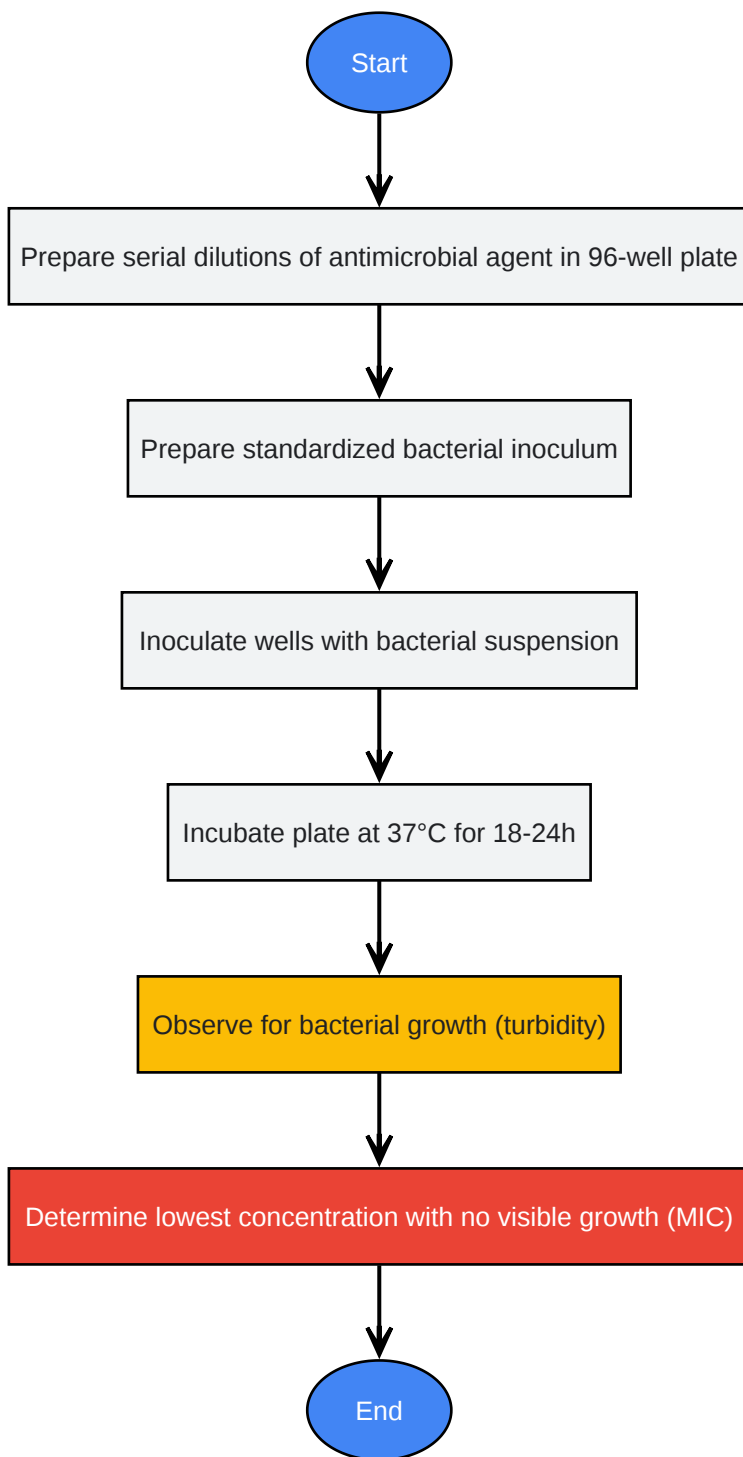 Start
Prepare serial dilutions of antimicrobial agent in 96-well plate
Prepare standardized bacterial inoculum
Inoculate wells with bacterial suspension
Incubate plate at 37°C for 18-24h
Observe for bacterial growth (turbidity)
Determine lowest concentration with no visible growth (MIC)
End